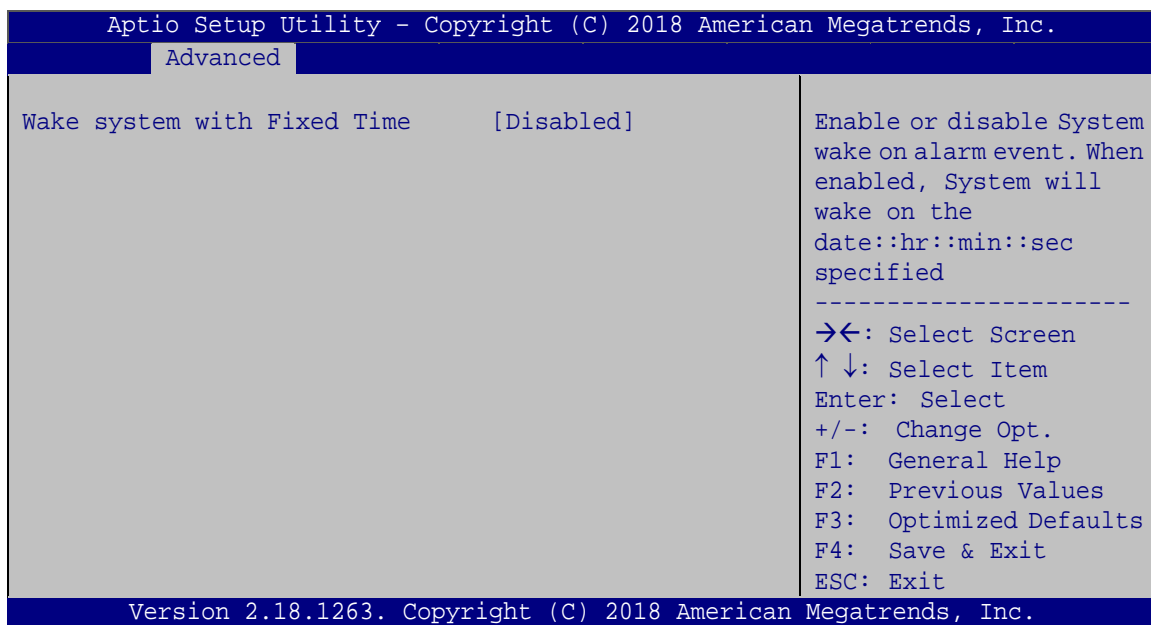 Aptio Setup Utility – Copyright (C) 2018 American Megatrends, Inc.
Advanced
Wake system with Fixed Time [Disabled]
Enable or disable System
wake on alarm event. When
enabled, System will
wake on the
date::hr::min::sec
specified
----------------------
→←: Select Screen
↑ ↓: Select Item
Enter: Select
+/-: Change Opt.
F1: General Help
F2: Previous Values
F3: Optimized Defaults
F4: Save & Exit
ESC: Exit
Version 2.18.1263. Copyright (C) 2018 American Megatrends, Inc.